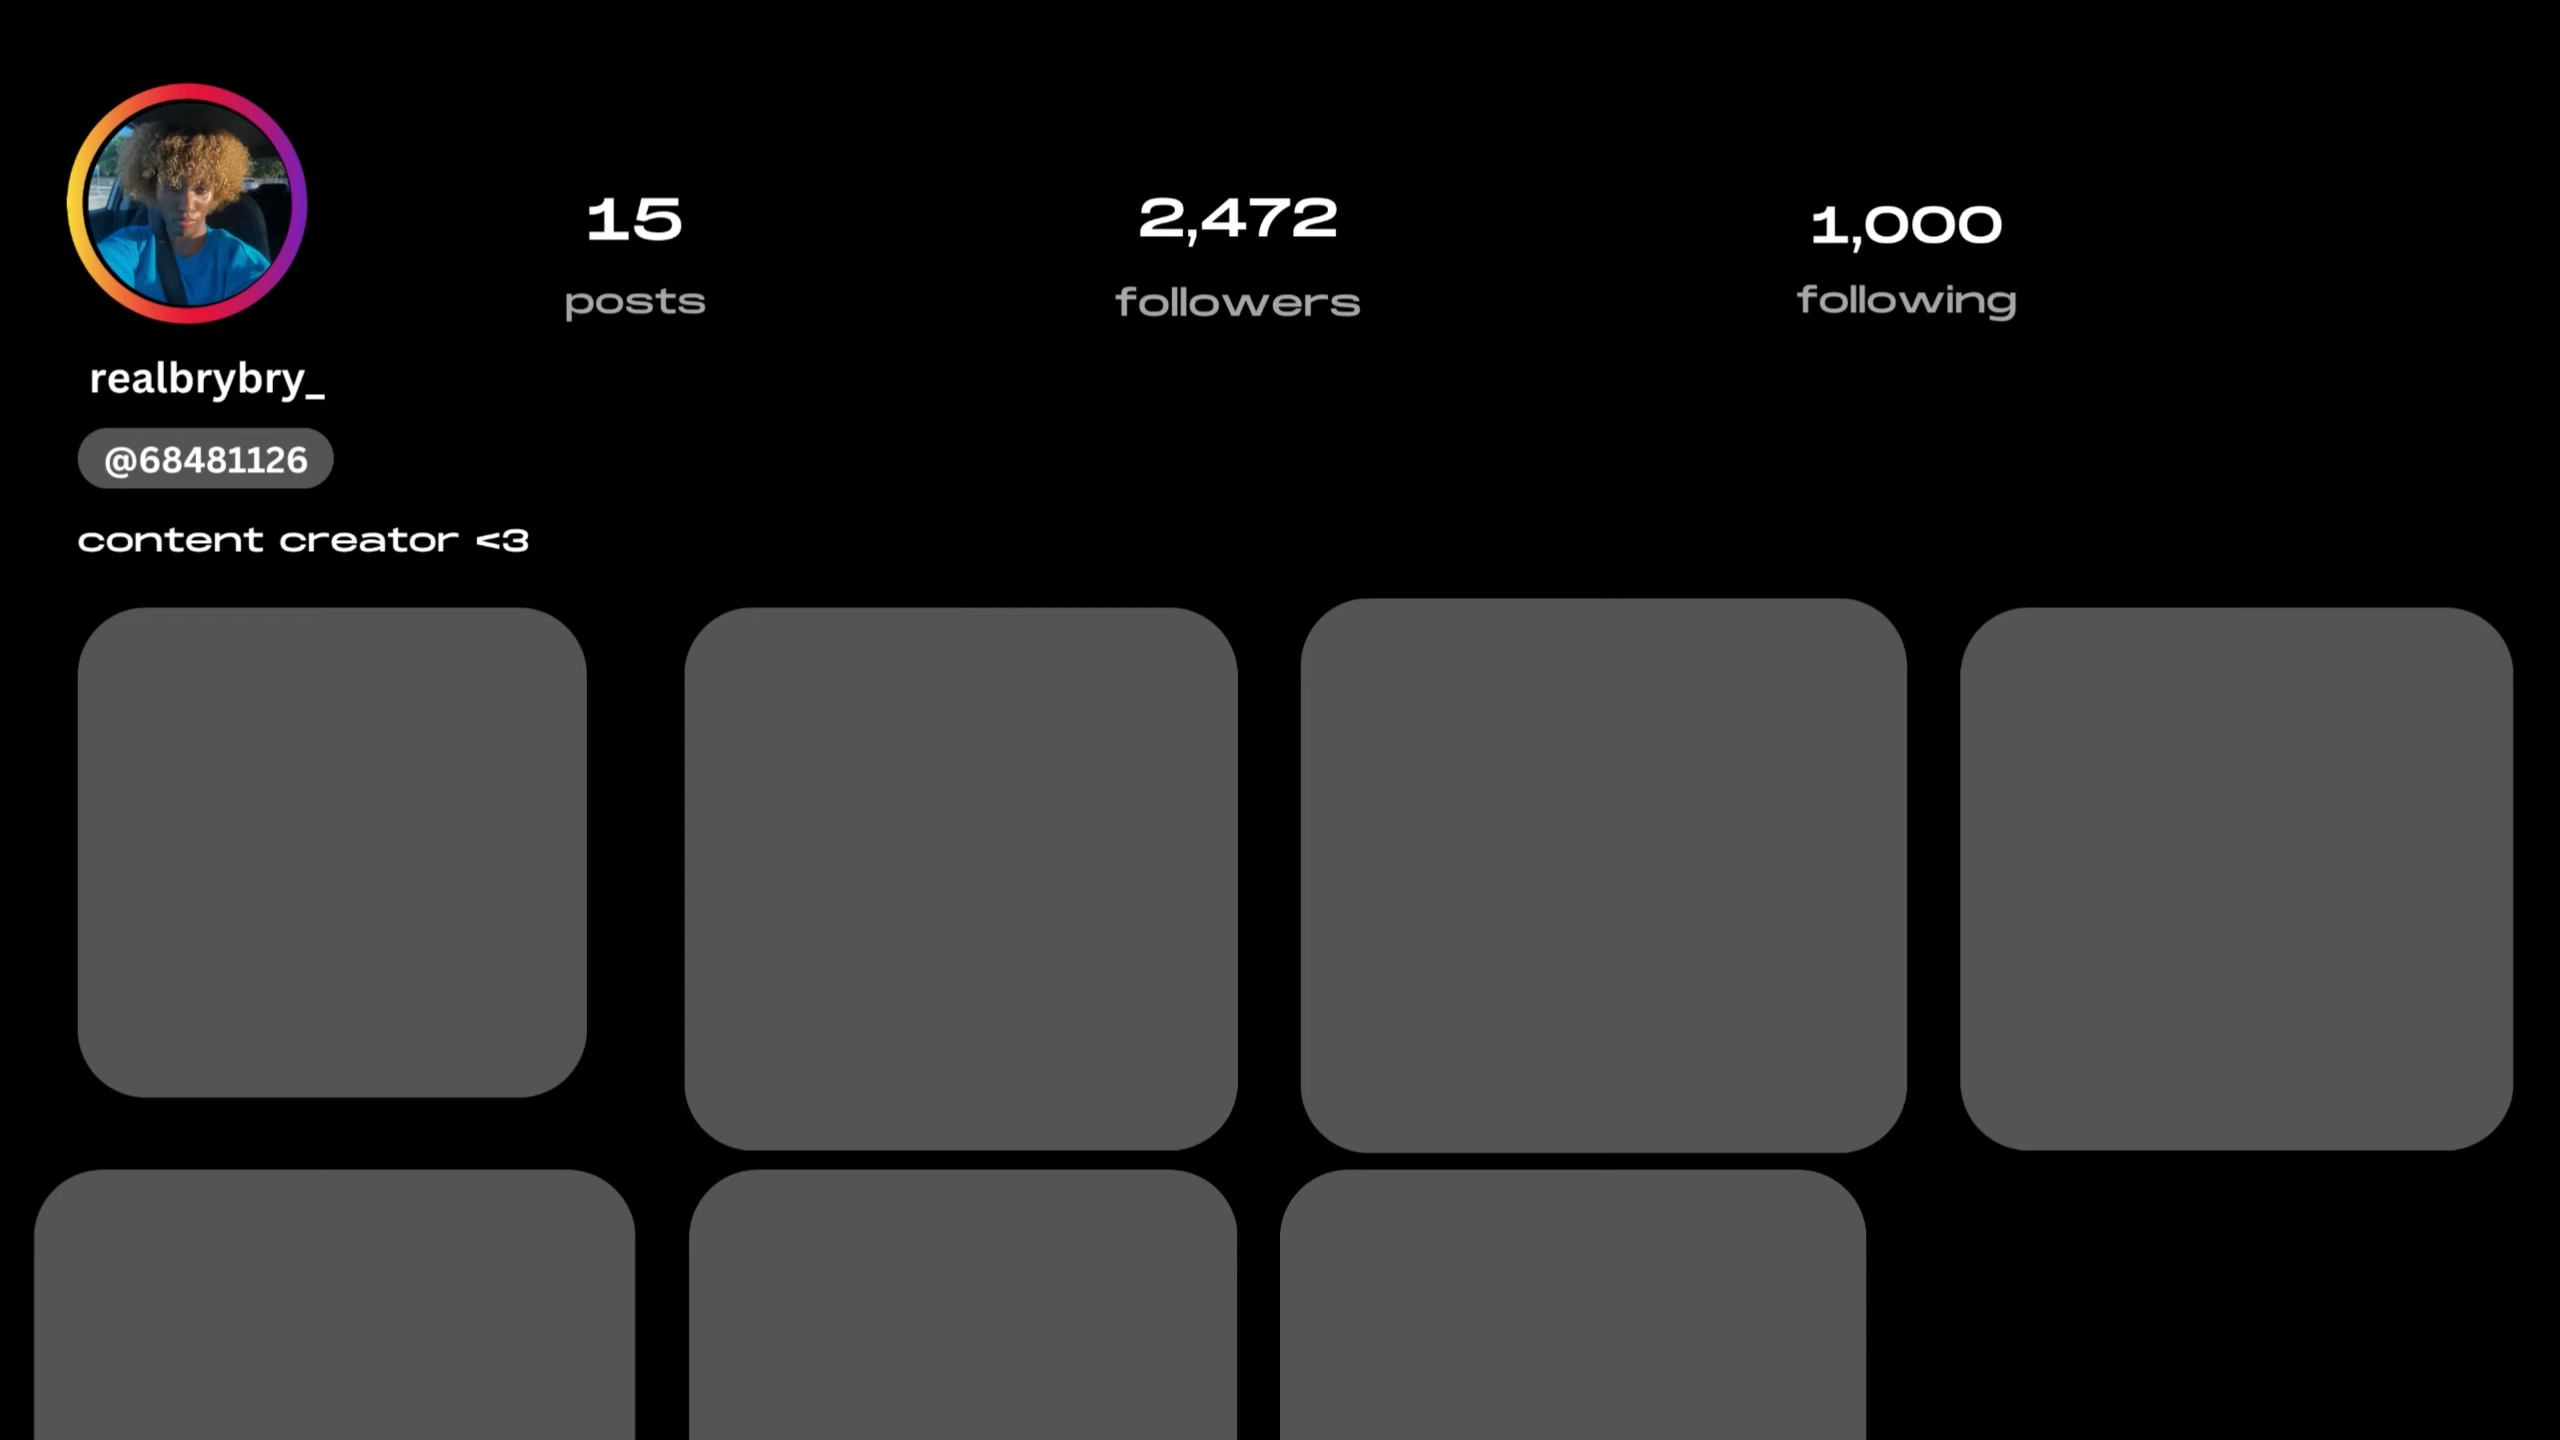 15
posts
2,472
followers
1,000
following
realbrybry_
@68481126
content creator <3